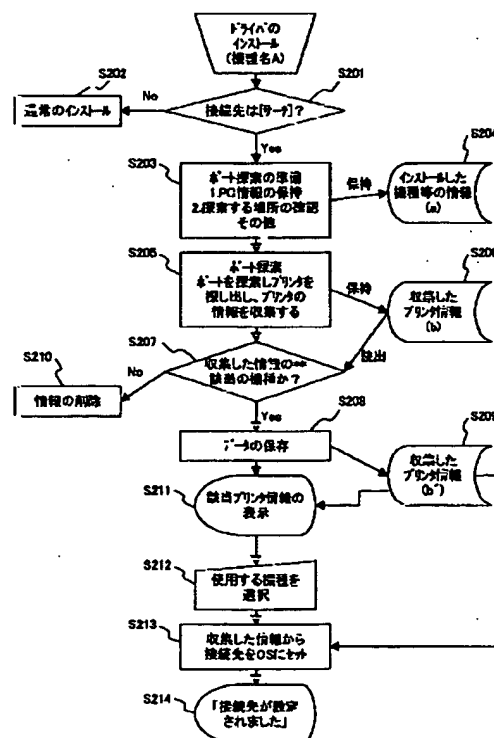 ﾄﾞﾗｲﾊﾞの
ｲﾝｽﾄｰﾙ
(機種名A)
S201
S202
No
通常のｲﾝｽﾄｰﾙ
接続先は[ｻｰﾁ]？
Yes
S203
ﾎﾟｰﾄ探索の準備
1.PC情報の保持
2.探索する場所の確認
その他
保持
S204
ｲﾝｽﾄｰﾙした
機種等の情報
(a)
S205
ﾎﾟｰﾄ探索
ﾎﾟｰﾄを探索しﾌﾟﾘﾝﾀを
探し出し、ﾌﾟﾘﾝﾀの
情報を収集する
保持
S206
収集した
ﾌﾟﾘﾝﾀ情報
(b)
S207
収集した情報の**
該当の機種か？
読出
S210
No
情報の削除
Yes
S208
ﾃﾞｰﾀの保存
S209
収集した
ﾌﾟﾘﾝﾀ情報
(b')
S211
該当ﾌﾟﾘﾝﾀ情報の
表示
S212
使用する機種を
選択
S213
収集した情報から
接続先をOSにｾｯﾄ
S214
｢接続先が設定
されました｣